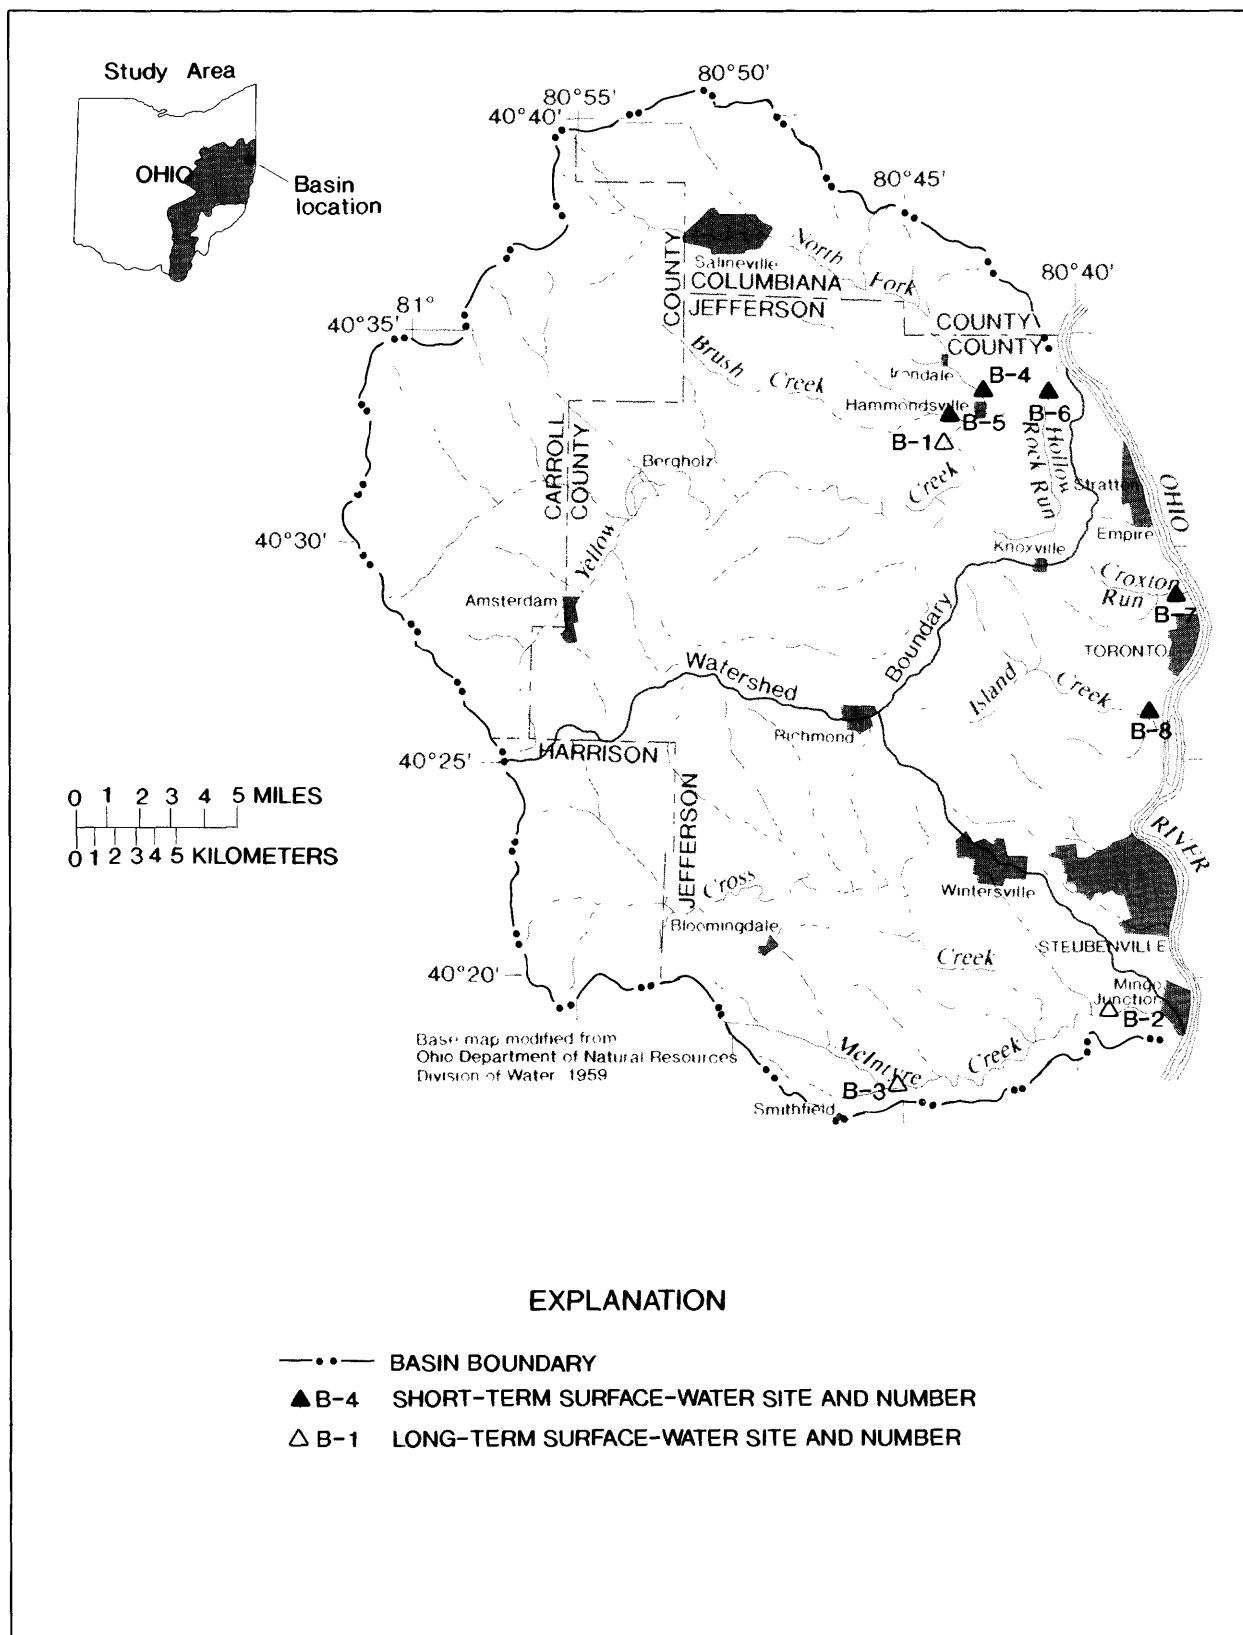 Study Area
OHIO
Basin
location
80°50'
80°55'
40°40'
80°45'
80°40'
81°
40°35'
40°30'
40°25'
40°20'
North
Fork
Salineville
COUNTY
COLUMBIANA
JEFFERSON
COUNTY
COUNTY
Brush
Creek
Irondale
B-4
Hammondsville
B-5
B-6
B-1
Creek
Hollow
Rock Run
Stratton
OHIO
Empire
CARROLL
COUNTY
Bergholz
Yellow
Knoxville
Croxton
Run
B-7
Amsterdam
TORONTO
Watershed
Boundary
Island
Creek
B-8
Richmond
HARRISON
JEFFERSON
0 1 2 3 4 5 MILES
0 1 2 3 4 5 KILOMETERS
RIVER
Cross
Wintersville
Bloomingdale
Creek
STEUBENVILLE
Mingo
Junction
B-2
Base map modified from
Ohio Department of Natural Resources
Division of Water 1959
McIntyre
Creek
B-3
Smithfield
EXPLANATION
BASIN BOUNDARY
B-4 SHORT-TERM SURFACE-WATER SITE AND NUMBER
B-1 LONG-TERM SURFACE-WATER SITE AND NUMBER